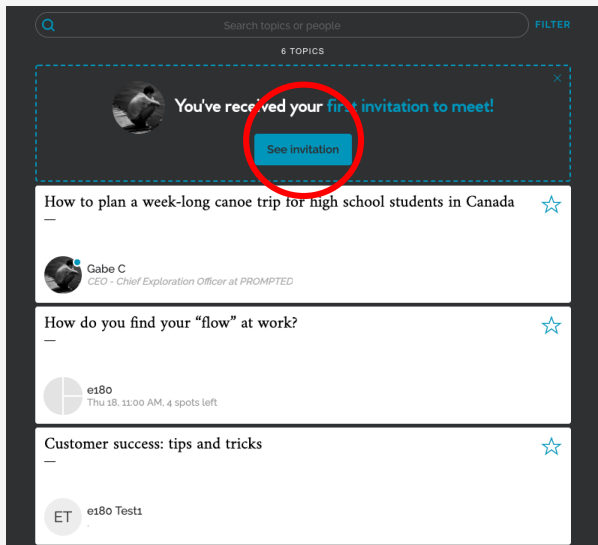 Search topics or people
FILTER
6 TOPICS
You've received your first invitation to meet!
See invitation
How to plan a week-long canoe trip for high school students in Canada
Gabe C
CEO - Chief Exploration Officer at PROMPTED
How do you find your “flow” at work?
e180
Thu 18, 11:00 AM, 4 spots left
Customer success: tips and tricks
ET
e180 Test1
.